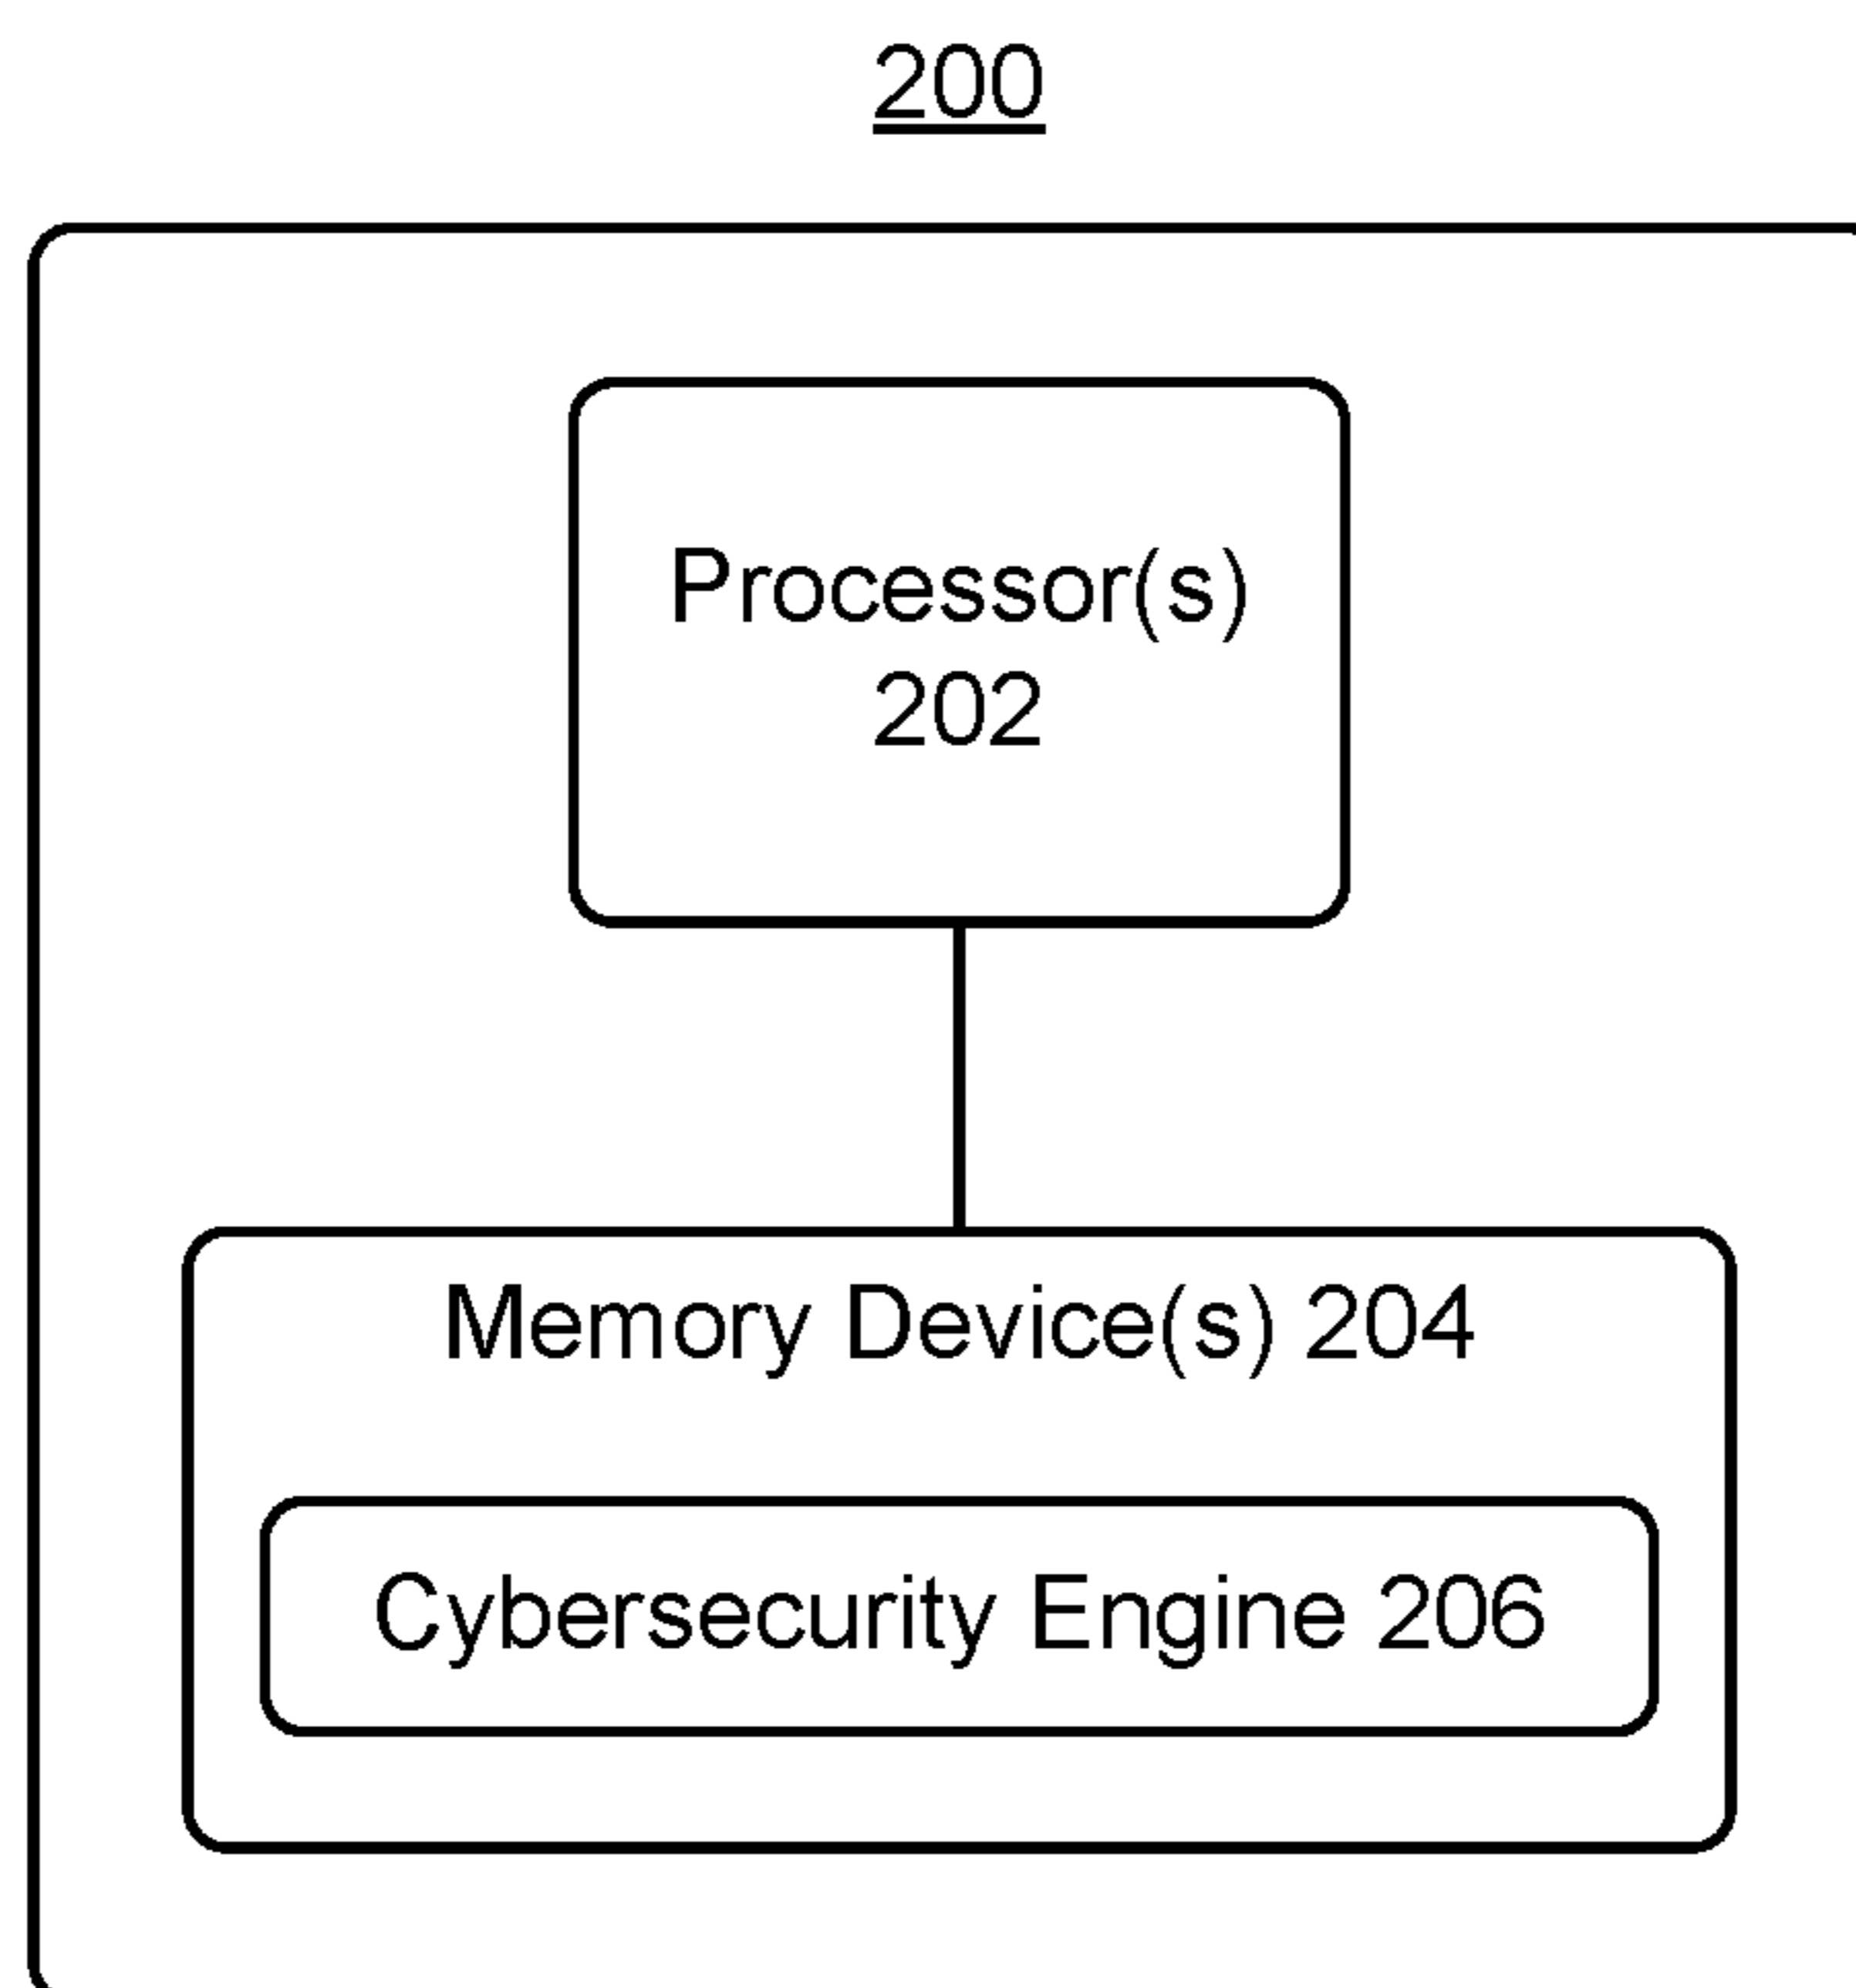 200
Processor(s)
202
Memory Device(s) 204
Cybersecurity Engine 206